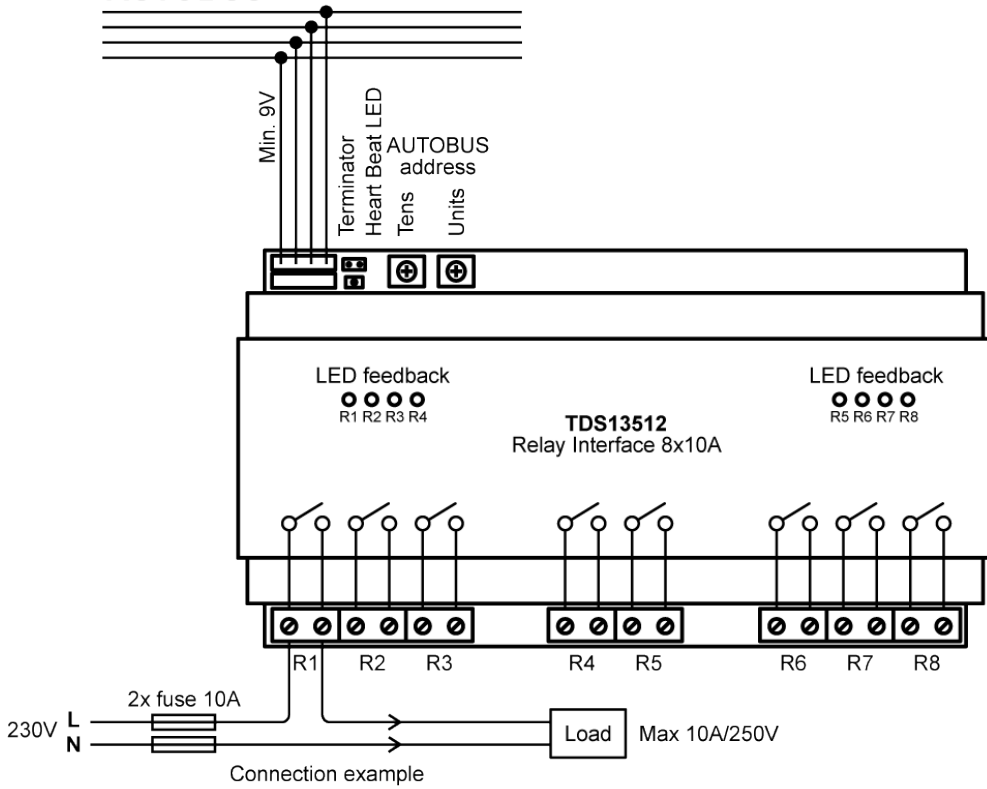 Min. 9V
Terminator
Heart Beat LED
AUTOBUS
address
Tens
Units
LED feedback
R1 R2 R3 R4
LED feedback
R5 R6 R7 R8
TDS13512
Relay Interface 8x10A
R1 R2 R3 R4 R5 R6 R7 R8
2x fuse 10A
230V L
N
Load
Max 10A/250V
Connection example